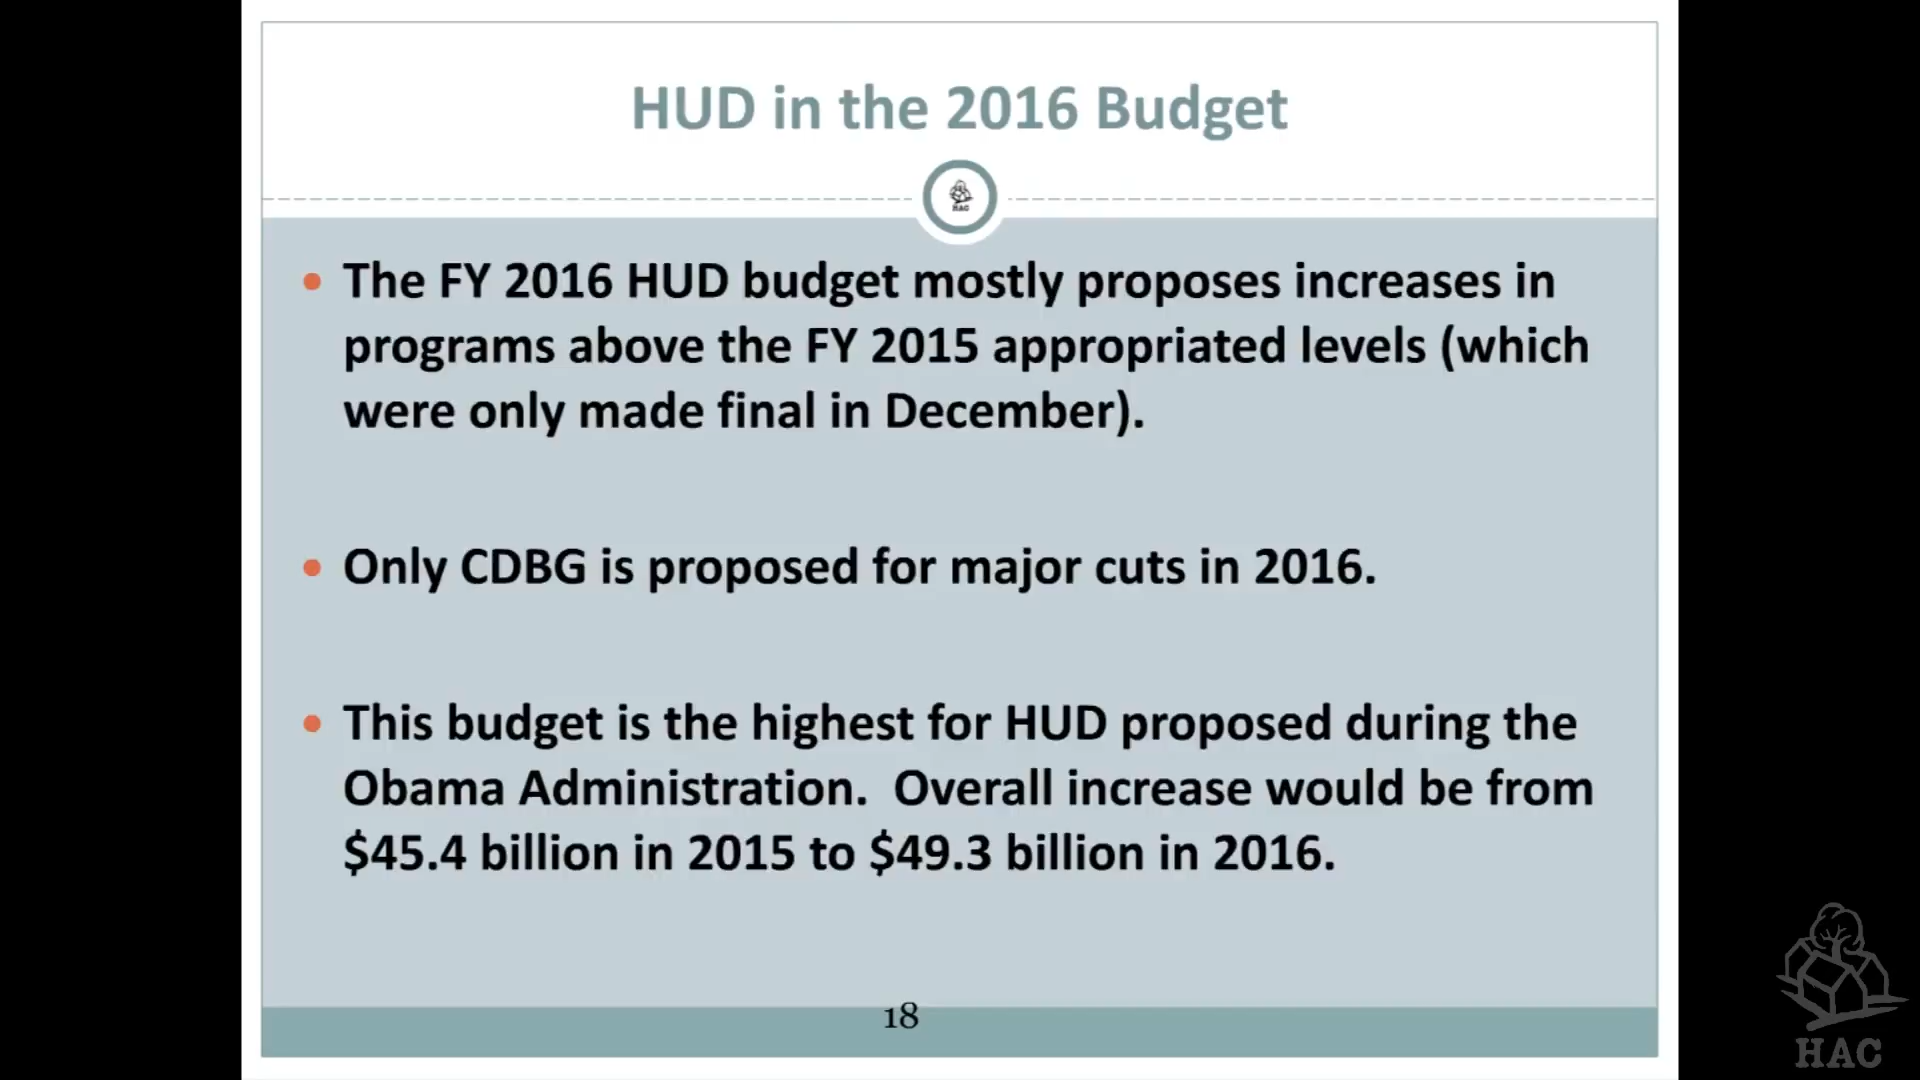 HUD in the 2016 Budget
HAC
• The FY 2016 HUD budget mostly proposes increases in
programs above the FY 2015 appropriated levels (which
were only made final in December).
• Only CDBG is proposed for major cuts in 2016.
• This budget is the highest for HUD proposed during the
Obama Administration.  Overall increase would be from
$45.4 billion in 2015 to $49.3 billion in 2016.
18
HAC